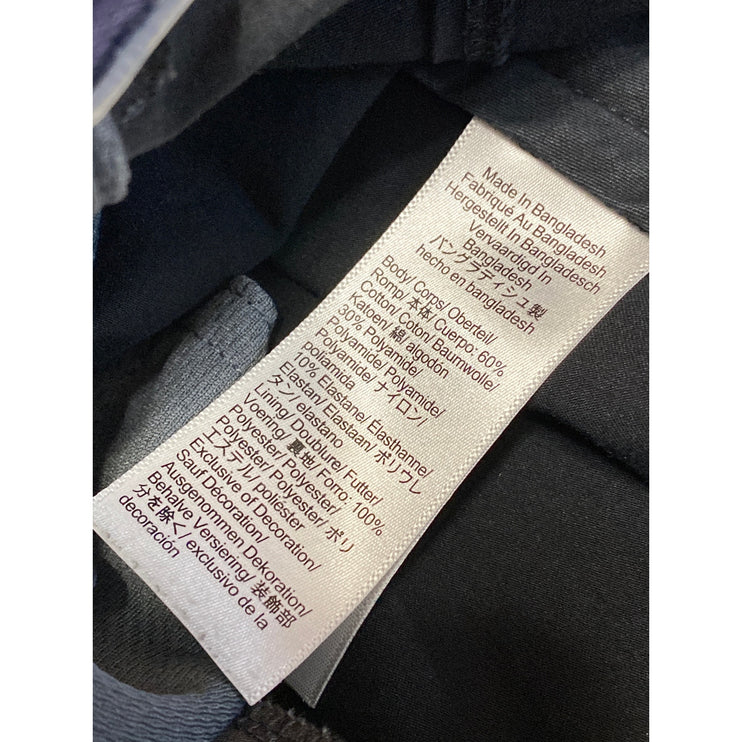 Made In Bangladesh
Fabriqué Au Bangladesh
Hergestellt In Bangladesch
Vervaardigd in
Bangladesh
バングラディシュ製
hecho en bangladesh
Body/ Corps/ Oberteil/
Romp/ 本体/ Cuerpo: 60%
Cotton/ Coton/ Baumwolle/
Katoen/ 綿/ algodón
30% Polyamide/
Polyamide/ Polyamide/
Polyamide/ ナイロン/
poliamida
10% Elastane/ Elasthanne/
Elastan/ Elastaan/ ポリウレ
タン/ elastano
Lining/ Doublure/ Futter/
Voering/ 裏地/ Forro: 100%
Polyester/ Polyester/
Polyester/ Polyester/ ポリ
エステル/ poliéster
Exclusive of Decoration/
Sauf Décoration/
Ausgenommen Dekoration/
Behalve Versiering/ 装飾部
分を除く/ exclusivo de la
decoración